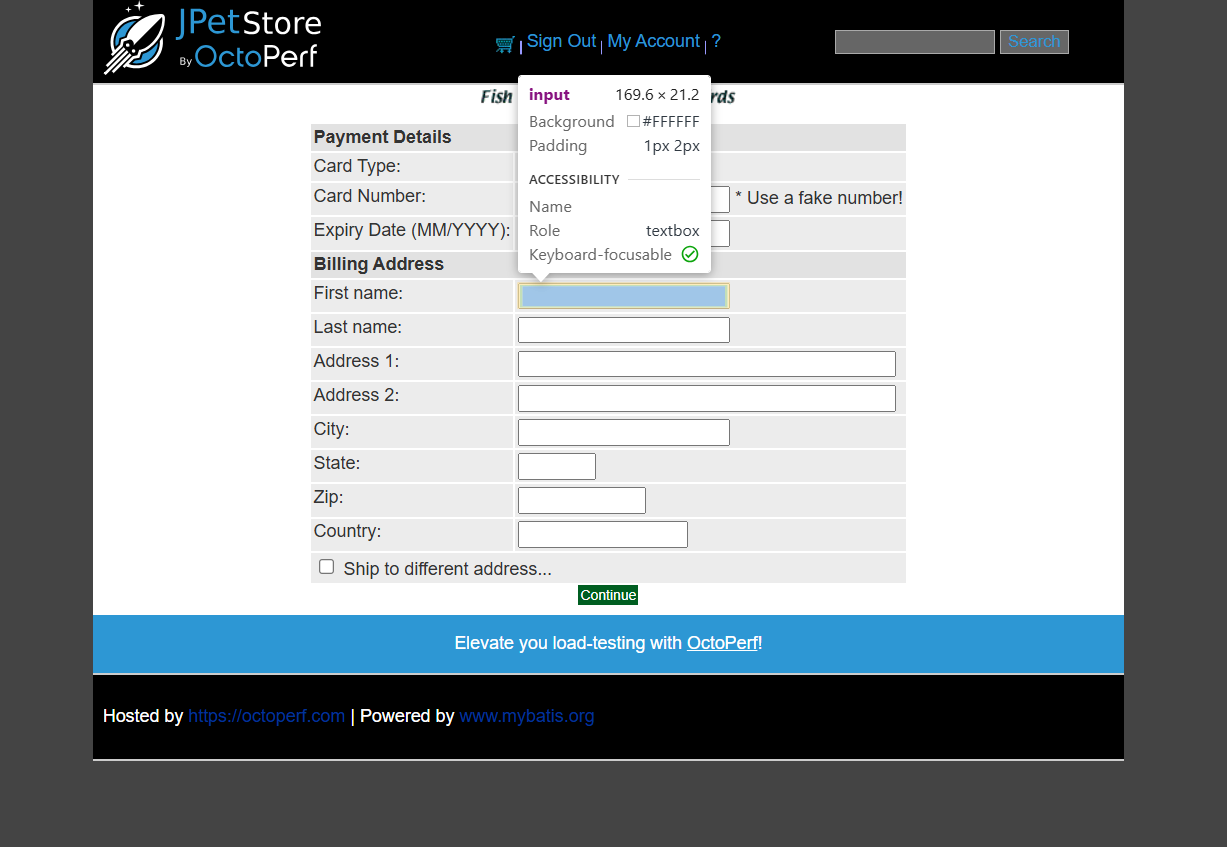 JPetStore
By OctoPerf
Sign Out | My Account | ?
Search
Fish
rds
input 169.6 × 21.2
Background #FFFFFF
Padding 1px 2px
ACCESSIBILITY
Name
Role textbox
Keyboard-focusable
Payment Details
Card Type:
Card Number: * Use a fake number!
Expiry Date (MM/YYYY):
Billing Address
First name:
Last name:
Address 1:
Address 2:
City:
State:
Zip:
Country:
Ship to different address...
Continue
Elevate you load-testing with OctoPerf!
Hosted by https://octoperf.com | Powered by www.mybatis.org